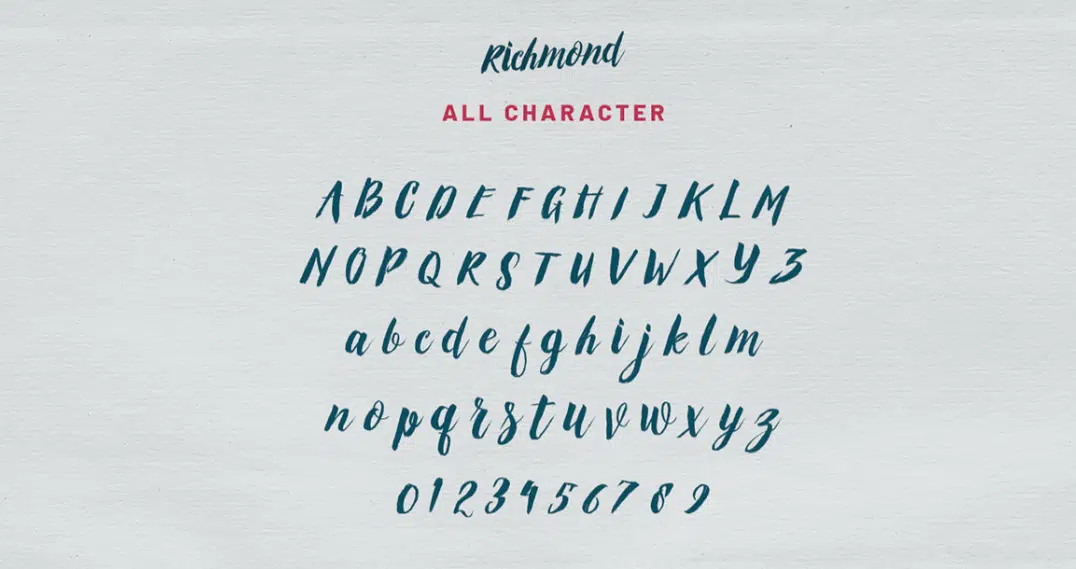 Richmond
ALL CHARACTER
A B C D E F G H I J K L M
N O P Q R S T U V W X Y Z
a b c d e f g h i j k l m
n o p q r s t u v w x y z
0 1 2 3 4 5 6 7 8 9